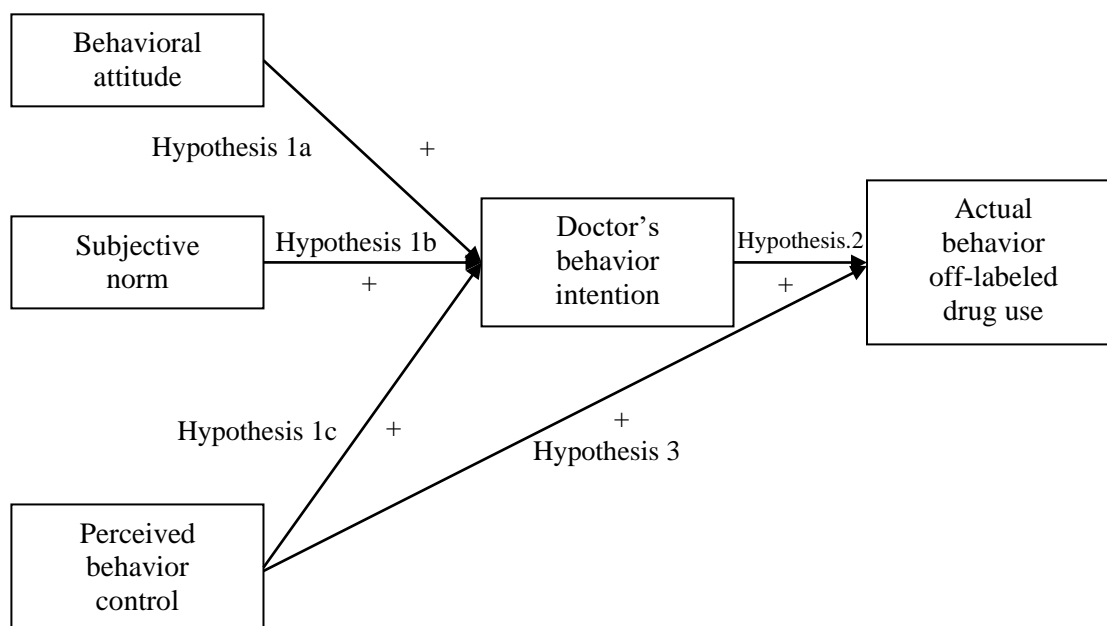 Behavioral
attitude
Hypothesis 1a
+
Subjective
norm
Hypothesis 1b
+
Doctor’s
behavior
intention
Hypothesis.2
+
Actual
behavior
off-labeled
drug use
Hypothesis 1c
+
+
Hypothesis 3
Perceived
behavior
control